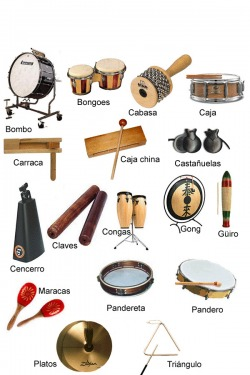 Bombo
Bongoes
Cabasa
Caja
Carraca
Caja china
Castañuelas
Cencerro
Claves
Congas
Gong
Güiro
Maracas
Pandereta
Pandero
Platos
Triángulo